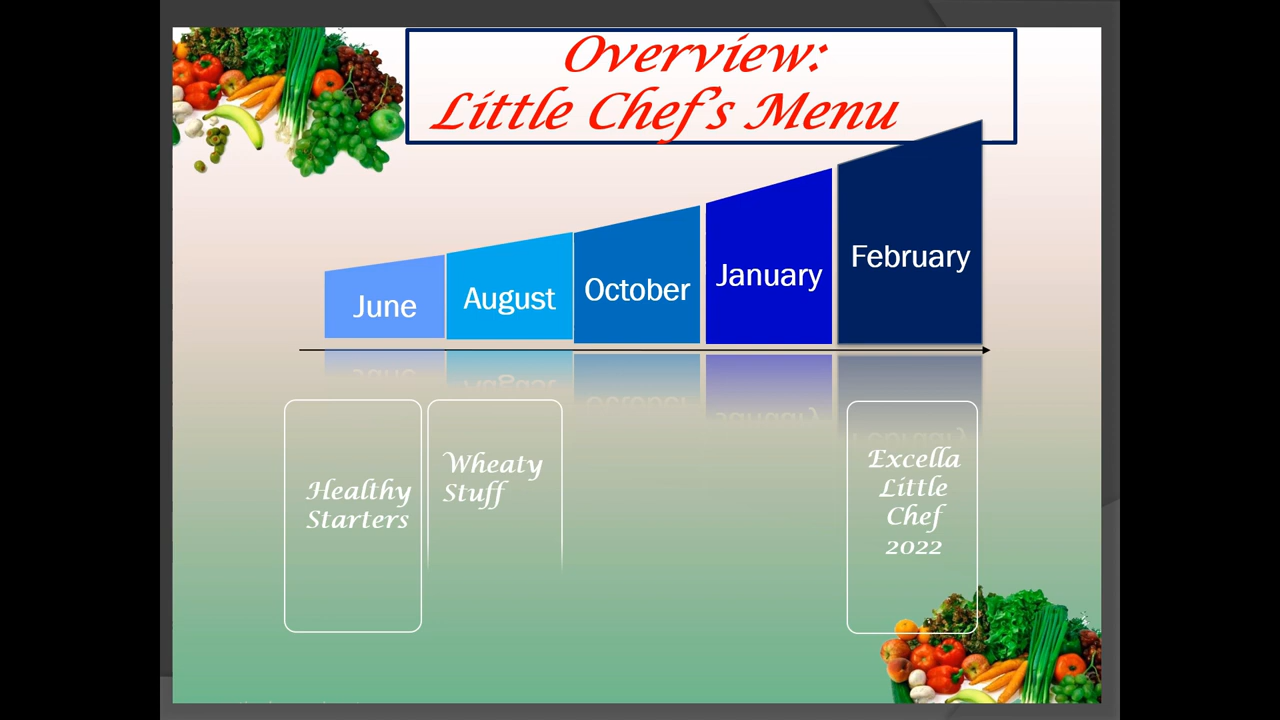 Overview:
Little Chef's Menu
June
August
October
January
February
Healthy
Starters
Wheaty
Stuff
Excella
Little
Chef
2022